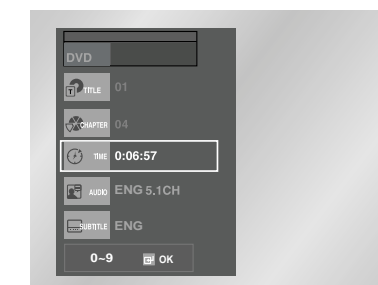 DVD
TITLE 01
CHAPTER 04
TIME 0:06:57
AUDIO ENG 5.1CH
SUBTITLE ENG
0~9 OK